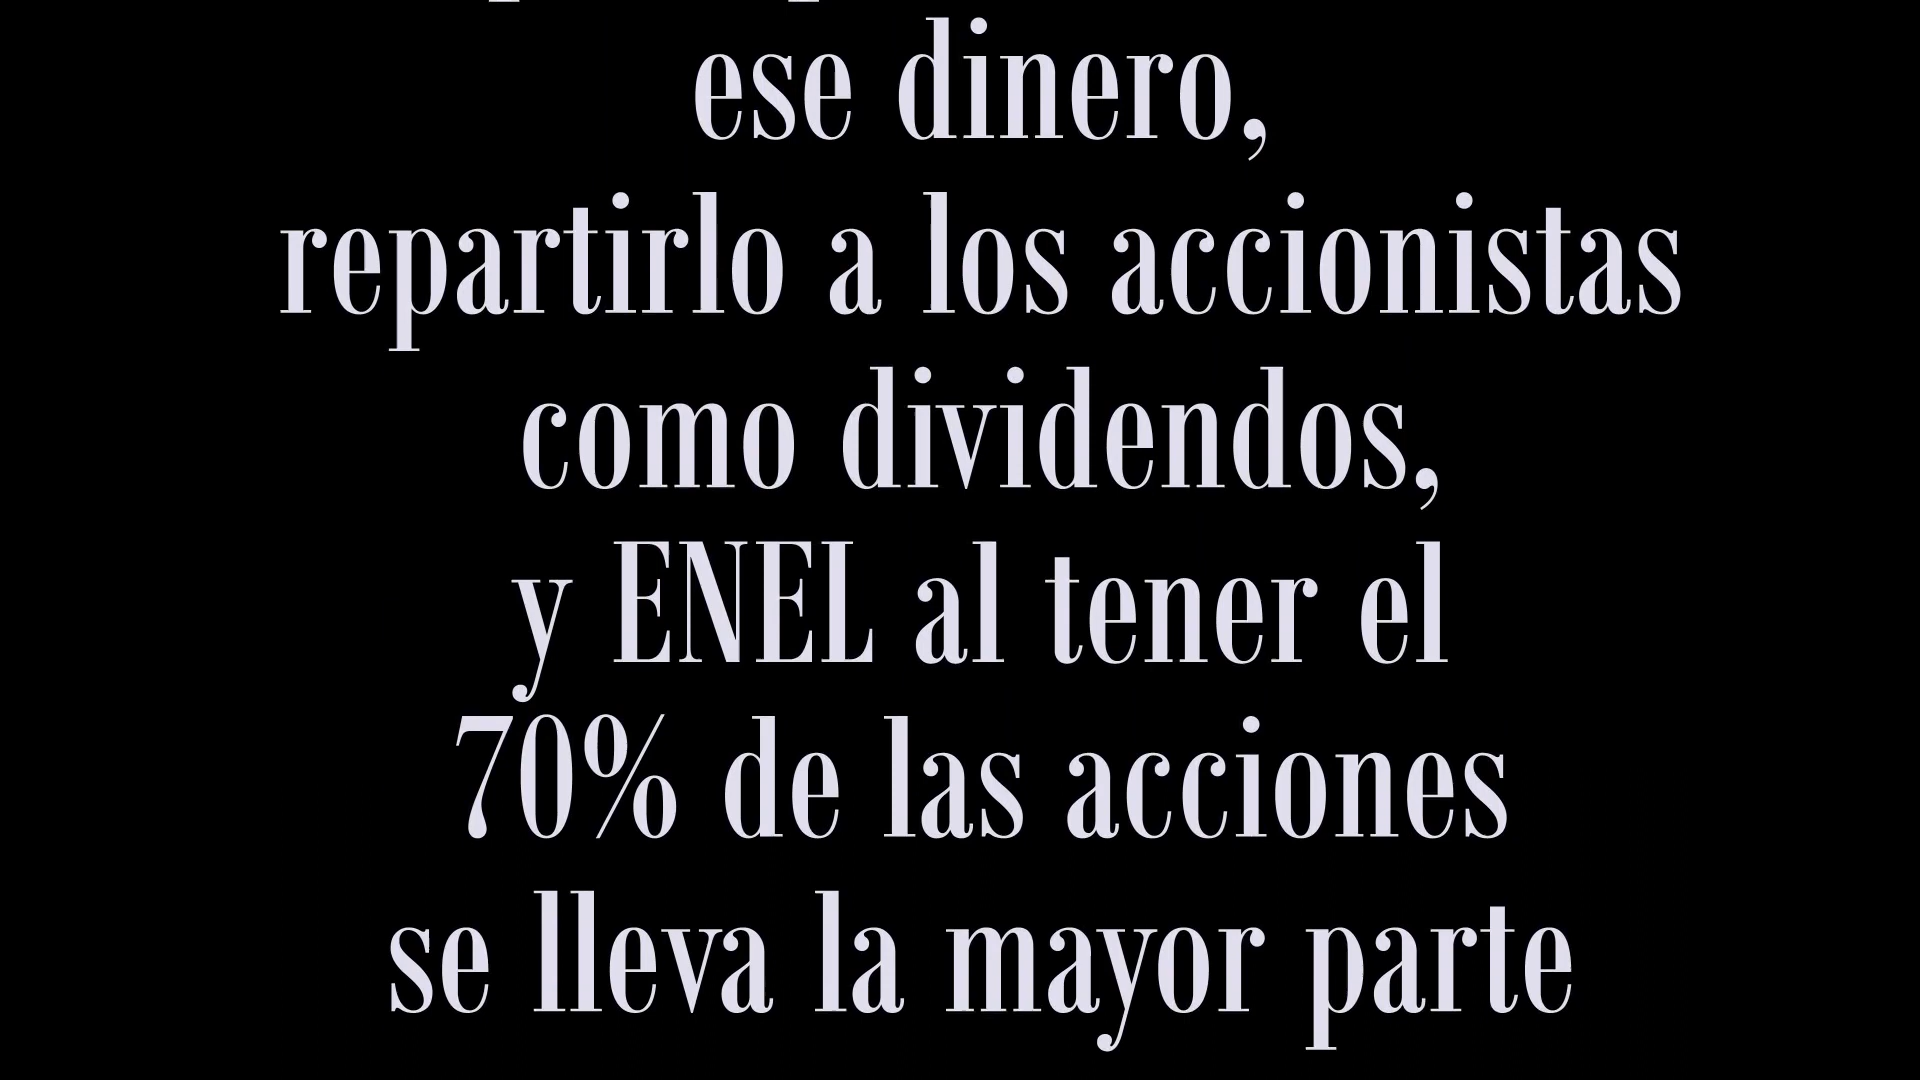 ese dinero,
repartirlo a los accionistas
como dividendos,
y ENEL al tener el
70% de las acciones
se lleva la mayor parte